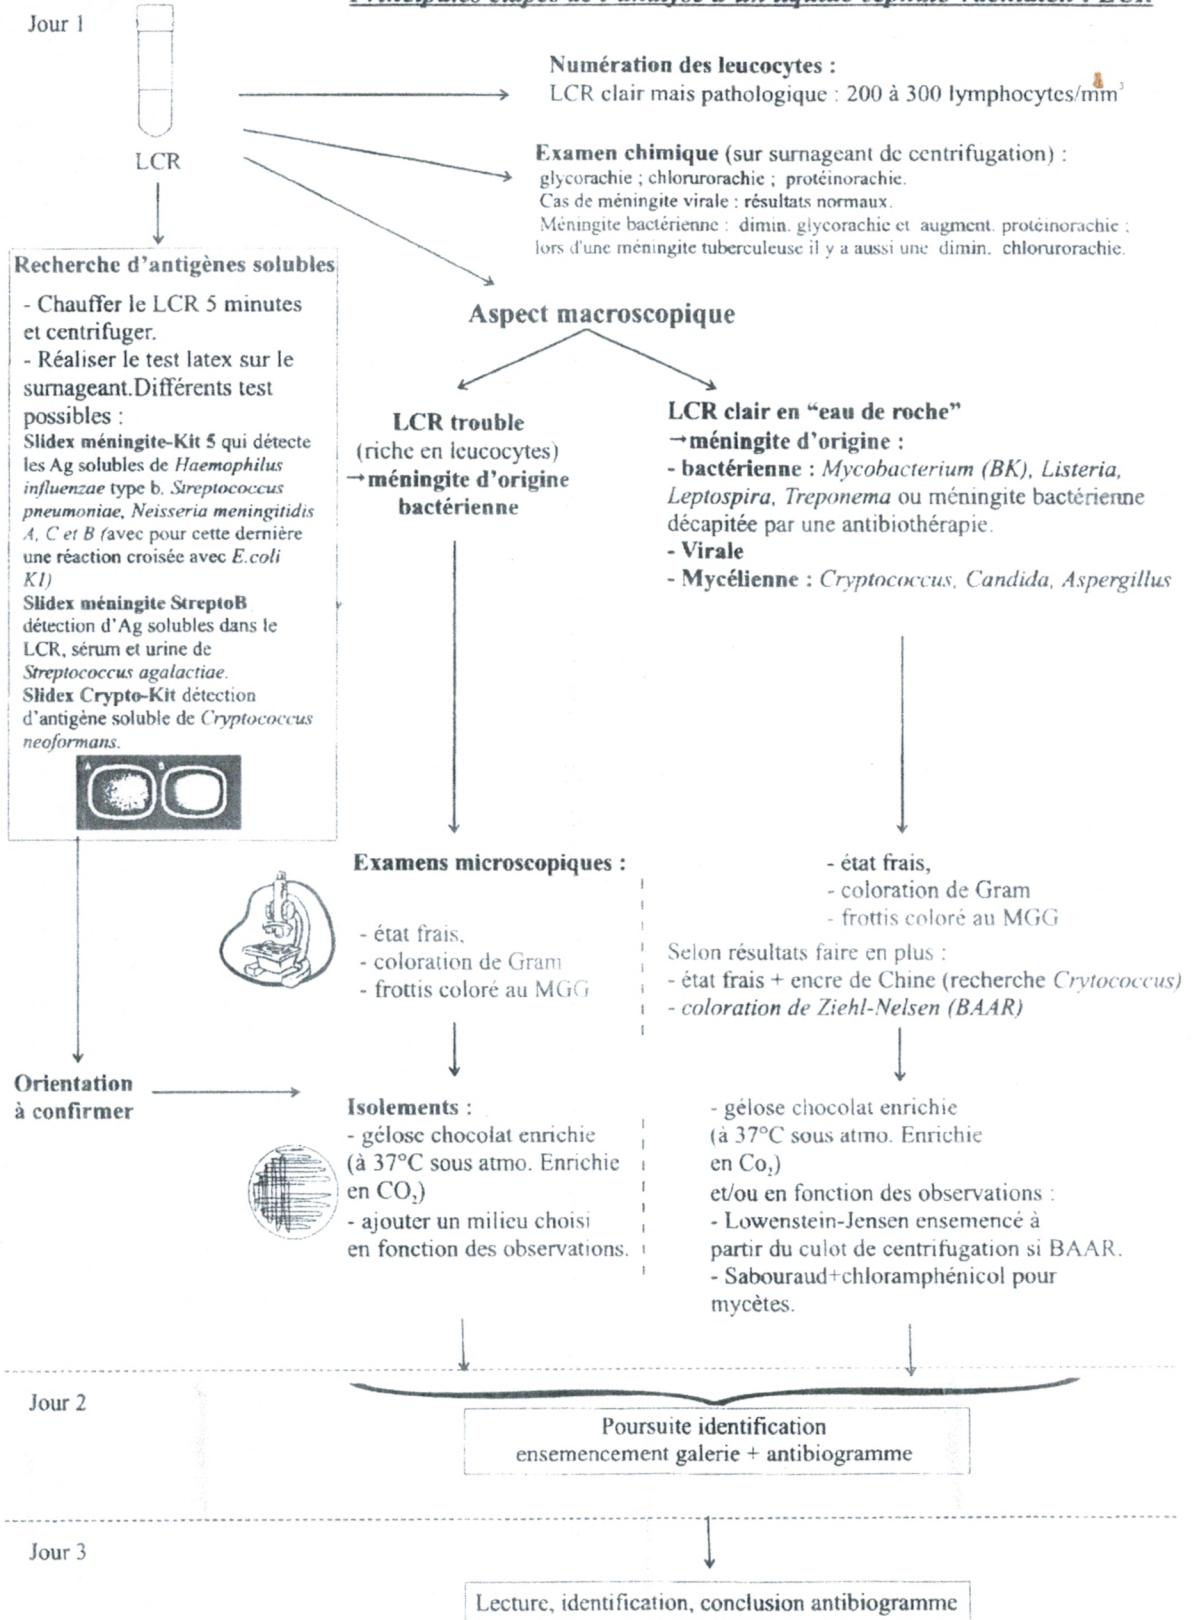 Principales étapes de l'analyse d'un liquide céphalo-rachidien : LCR
Jour 1
LCR
Numération des leucocytes :
LCR clair mais pathologique : 200 à 300 lymphocytes/mm³
Examen chimique (sur surnageant de centrifugation) :
glycorachie ; chlorurorachie ; protéinorachie.
Cas de méningite virale : résultats normaux.
Méningite bactérienne : dimin. glycorachie et augment. protéinorachie ;
lors d'une méningite tuberculeuse il y a aussi une dimin. chlorurorachie.
Recherche d'antigènes solubles
- Chauffer le LCR 5 minutes
et centrifuger.
- Réaliser le test latex sur le
surnageant.Différents test
possibles :
Slidex méningite-Kit 5 qui détecte
les Ag solubles de Haemophilus
influenzae type b, Streptococcus
pneumoniae, Neisseria meningitidis
A, C et B (avec pour cette dernière
une réaction croisée avec E.coli
K1)
Slidex méningite StreptoB
détection d'Ag solubles dans le
LCR, sérum et urine de
Streptococcus agalactiae.
Slidex Crypto-Kit détection
d'antigène soluble de Cryptococcus
neoformans.
A B
Orientation
à confirmer
Aspect macroscopique
LCR trouble
(riche en leucocytes)
→méningite d'origine
bactérienne
LCR clair en “eau de roche”
→méningite d'origine :
- bactérienne : Mycobacterium (BK), Listeria,
Leptospira, Treponema ou méningite bactérienne
décapitée par une antibiothérapie.
- Virale
- Mycélienne : Cryptococcus, Candida, Aspergillus
Examens microscopiques :
- état frais,
- coloration de Gram
- frottis coloré au MGG
- état frais,
- coloration de Gram
- frottis coloré au MGG
Selon résultats faire en plus :
- état frais + encre de Chine (recherche Crytococcus)
- coloration de Ziehl-Nelsen (BAAR)
Isolements :
- gélose chocolat enrichie
(à 37°C sous atmo. Enrichie
en CO₂)
- ajouter un milieu choisi
en fonction des observations.
- gélose chocolat enrichie
(à 37°C sous atmo. Enrichie
en Co₂)
et/ou en fonction des observations :
- Lowenstein-Jensen ensemencé à
partir du culot de centrifugation si BAAR.
- Sabouraud+chloramphénicol pour
mycètes.
Jour 2
Poursuite identification
ensemencement galerie + antibiogramme
Jour 3
Lecture, identification, conclusion antibiogramme